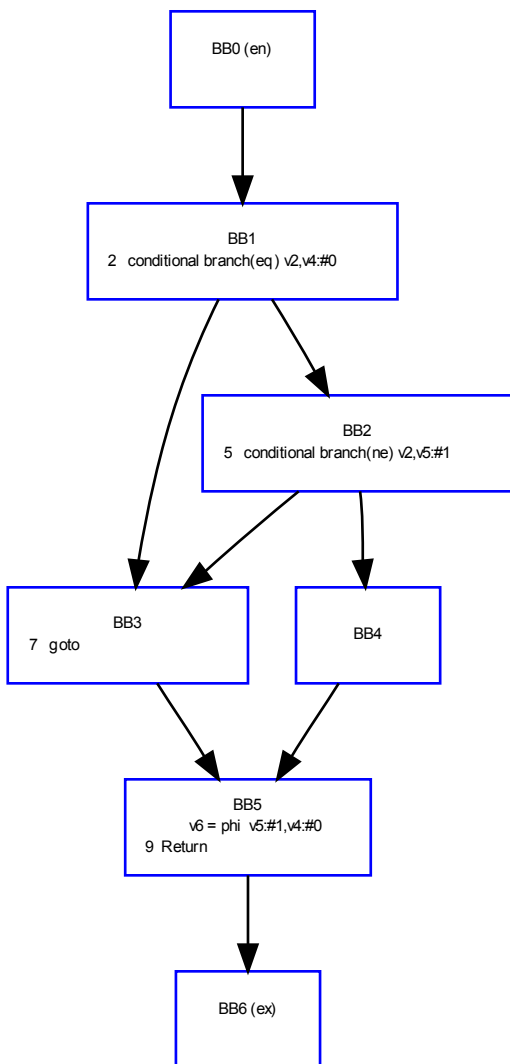 BB0 (en)
BB1
2 conditional branch(eq) v2,v4:#0
BB2
5 conditional branch(ne) v2,v5:#1
BB3
7 goto
BB4
BB5
v6 = phi v5:#1,v4:#0
9 Return
BB6 (ex)